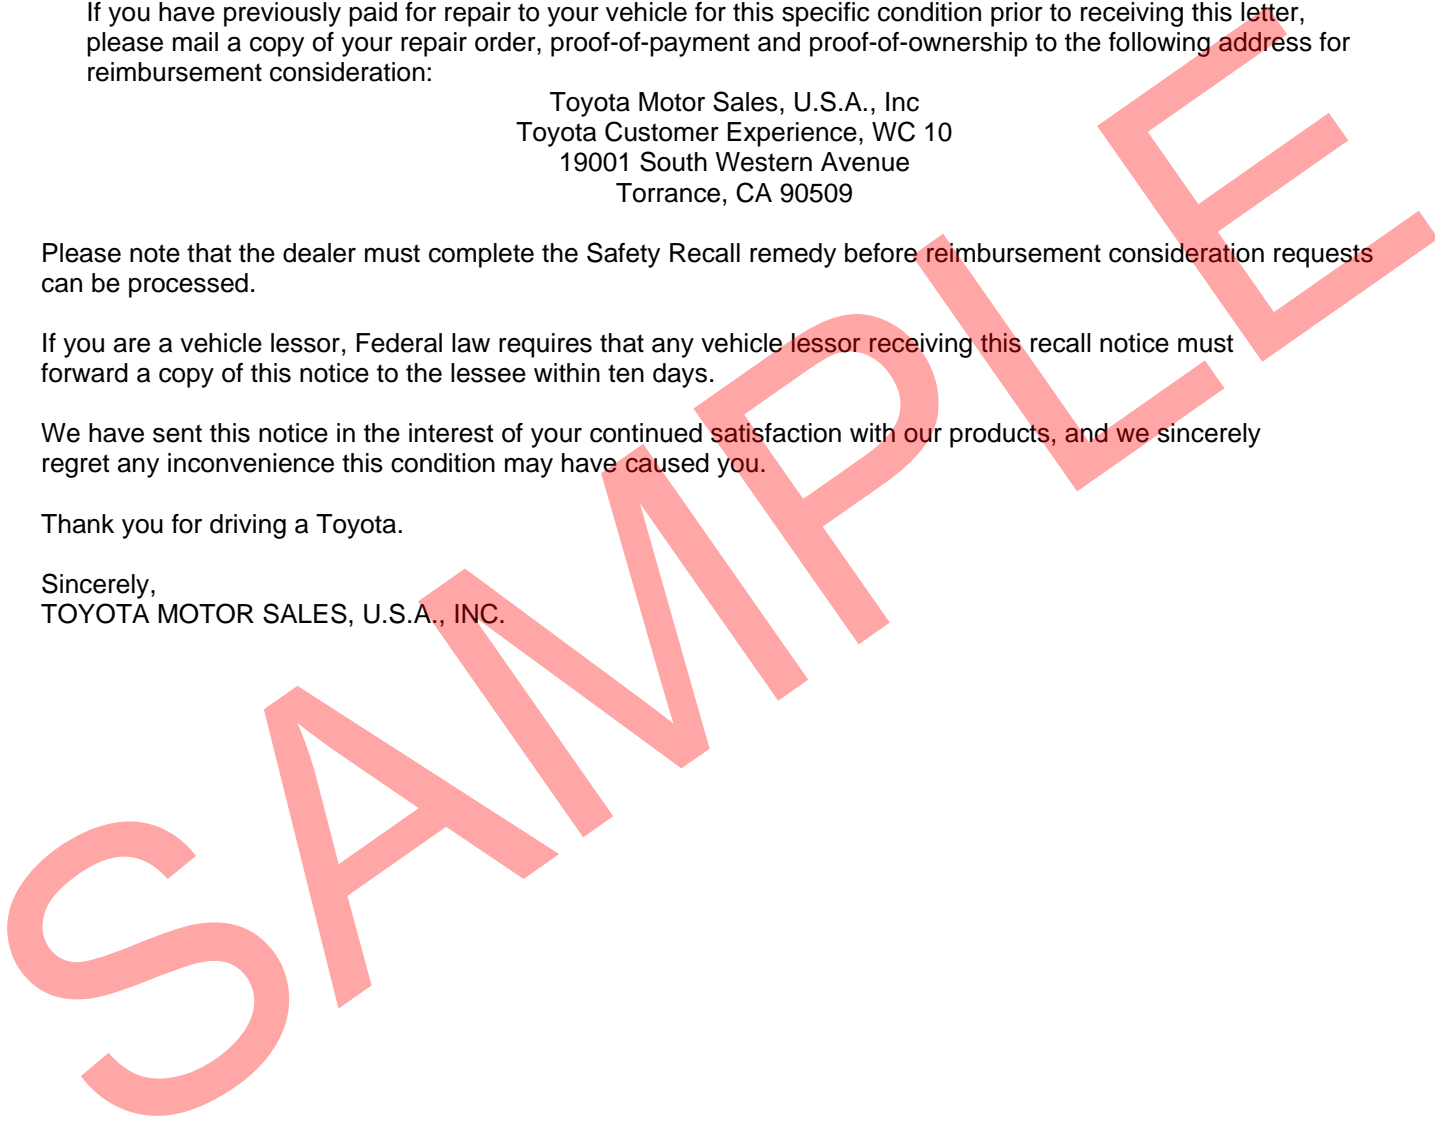 If you have previously paid for repair to your vehicle for this specific condition prior to receiving this letter,
please mail a copy of your repair order, proof-of-payment and proof-of-ownership to the following address for
reimbursement consideration:
Toyota Motor Sales, U.S.A., Inc
Toyota Customer Experience, WC 10
19001 South Western Avenue
Torrance, CA 90509
Please note that the dealer must complete the Safety Recall remedy before reimbursement consideration requests
can be processed.
If you are a vehicle lessor, Federal law requires that any vehicle lessor receiving this recall notice must
forward a copy of this notice to the lessee within ten days.
We have sent this notice in the interest of your continued satisfaction with our products, and we sincerely
regret any inconvenience this condition may have caused you.
Thank you for driving a Toyota.
Sincerely,
TOYOTA MOTOR SALES, U.S.A., INC.
SAMPLE